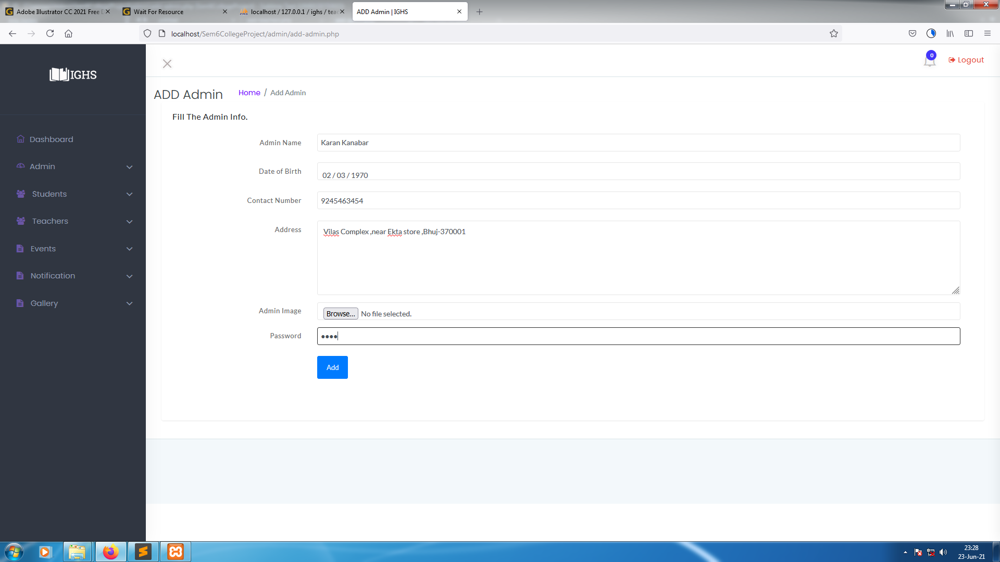 Adobe Illustrator CC 2021 Free
Wait For Resource
localhost / 127.0.0.1 / ighs / tea
ADD Admin | IGHS
localhost/Sem6CollegeProject/admin/add-admin.php
IGHS
0
Logout
ADD Admin
Home / Add Admin
Fill The Admin Info.
Dashboard
Admin
Students
Teachers
Events
Notification
Gallery
Admin Name
Karan Kanabar
Date of Birth
02 / 03 / 1970
Contact Number
9245463454
Address
Vilas Complex ,near Ekta store ,Bhuj-370001
Admin Image
Browse... No file selected.
Password
••••
Add
23:28
23-Jun-21